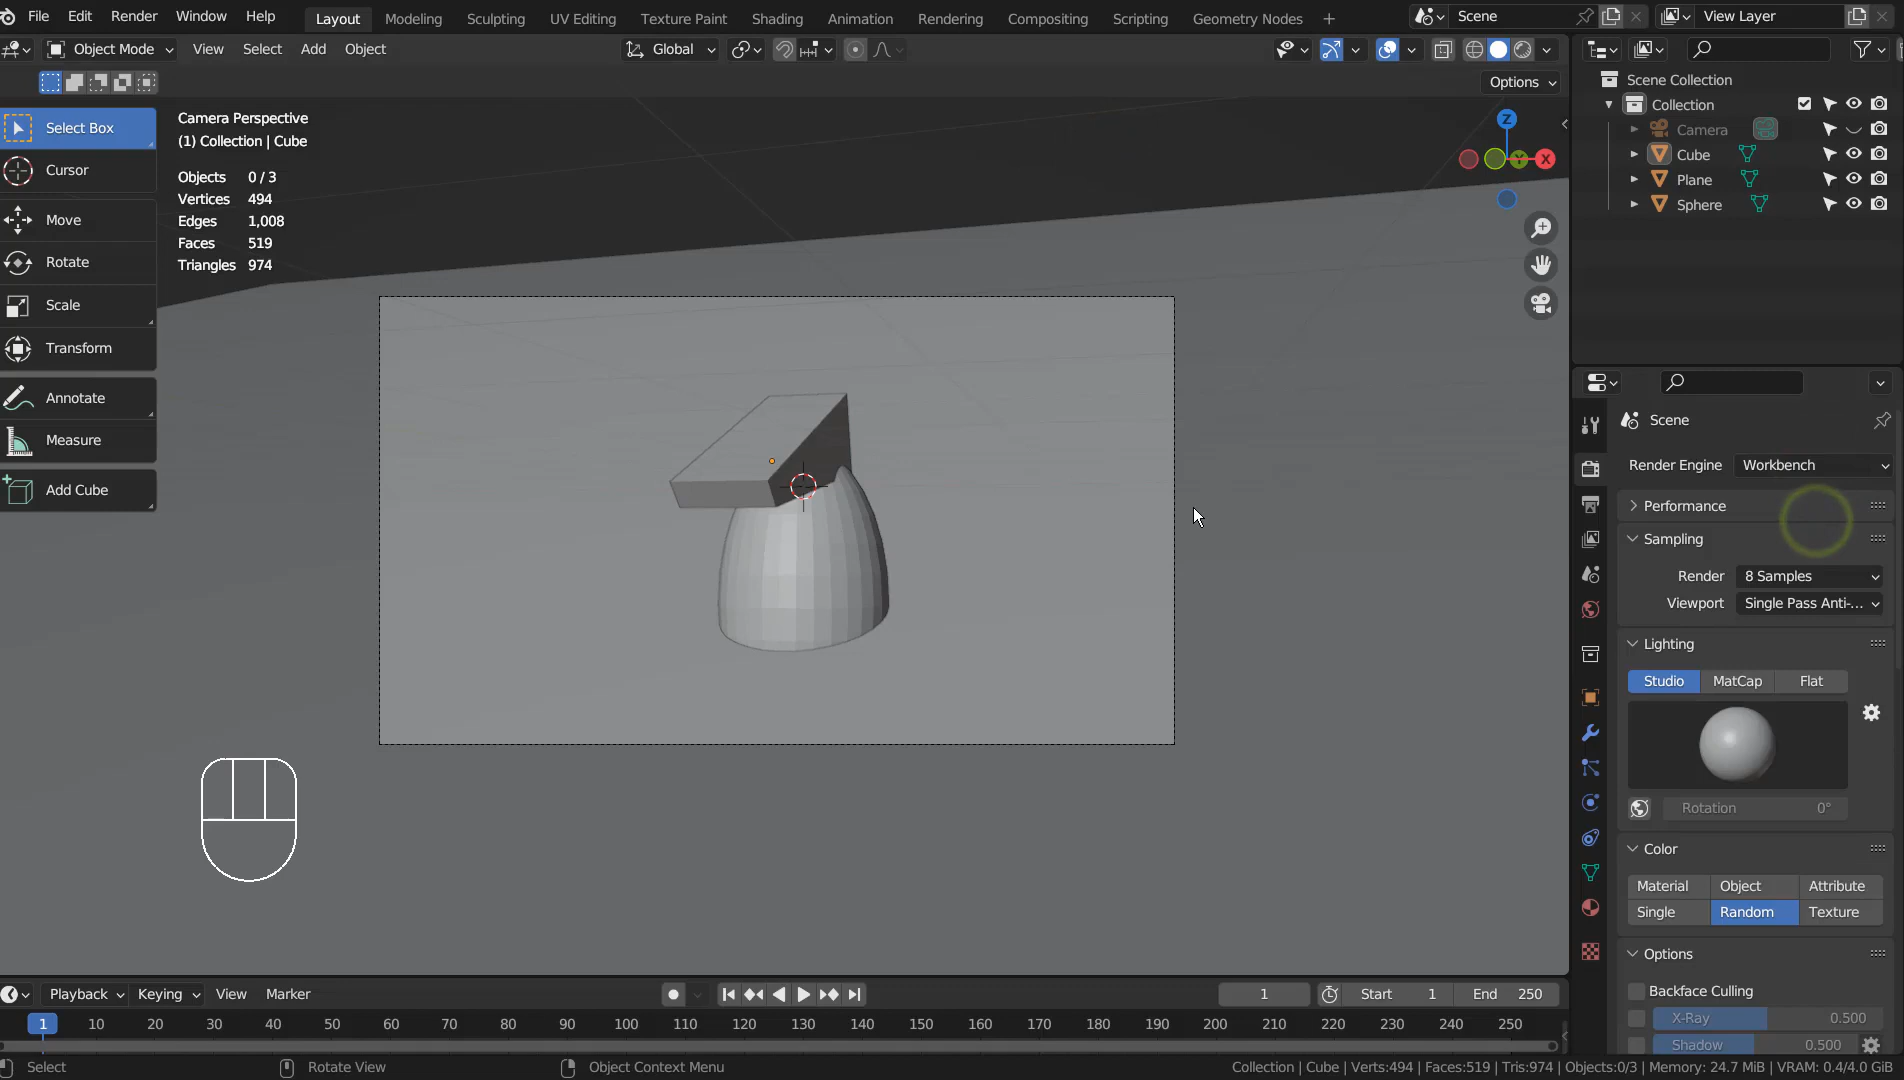 File Edit Render Window Help Layout Modeling Sculpting UV Editing Texture Paint Shading Animation Rendering Compositing Scripting Geometry Nodes + Scene View Layer
Object Mode View Select Add Object Global
Options
Select Box
Cursor
Move
Rotate
Scale
Transform
Annotate
Measure
Add Cube
Camera Perspective
(1) Collection | Cube
Objects 0 / 3
Vertices 494
Edges 1,008
Faces 519
Triangles 974
Z
Y
X
Scene Collection
Collection
Camera
Cube
Plane
Sphere
Scene
Render Engine Workbench
Performance
Sampling
Render 8 Samples
Viewport Single Pass Anti-...
Lighting
Studio MatCap Flat
Rotation 0°
Color
Material Object Attribute
Single Random Texture
Options
Backface Culling
X-Ray 0.500
Shadow 0.500
Playback Keying View Marker 1 Start 1 End 250
1 10 20 30 40 50 60 70 80 90 100 110 120 130 140 150 160 170 180 190 200 210 220 230 240 250
Select Rotate View Object Context Menu Collection | Cube | Verts:494 | Faces:519 | Tris:974 | Objects:0/3 | Memory: 24.7 MiB | VRAM: 0.4/4.0 GiB